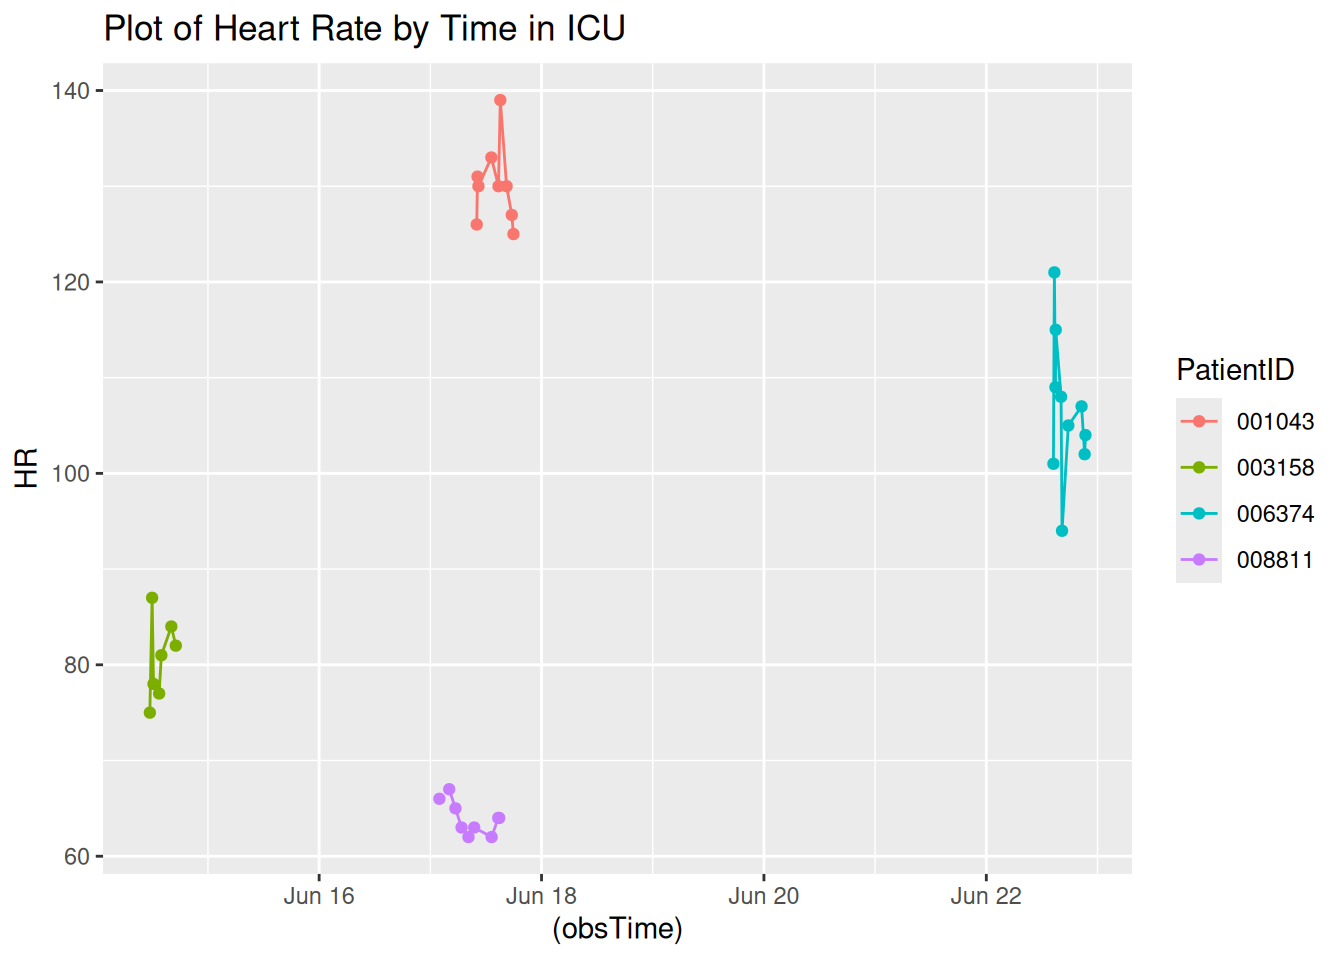 Plot of Heart Rate by Time in ICU
140
120
100
80
60
HR
Jun 16
Jun 18
Jun 20
Jun 22
(obsTime)
PatientID
001043
003158
006374
008811